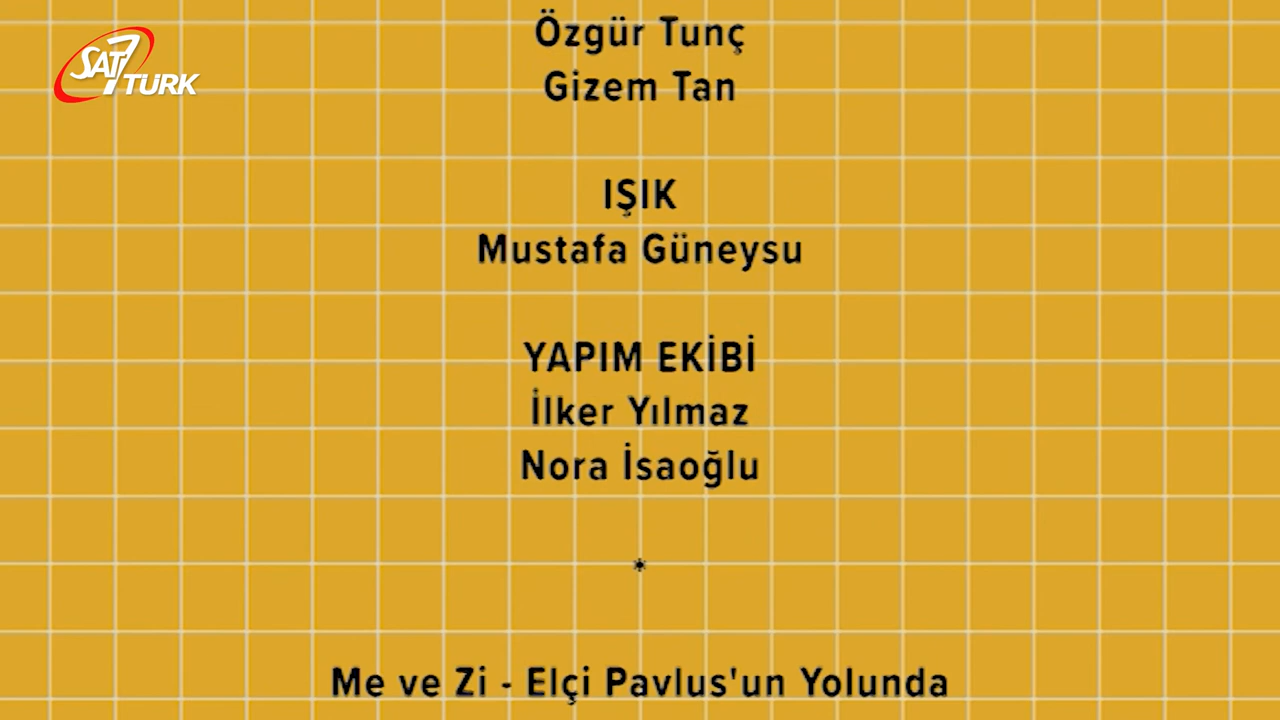 SAT7 TÜRK
Özgür Tunç
Gizem Tan
IŞIK
Mustafa Güneysu
YAPIM EKİBİ
İlker Yılmaz
Nora İsaoğlu
*
Me ve Zi - Elçi Pavlus'un Yolunda